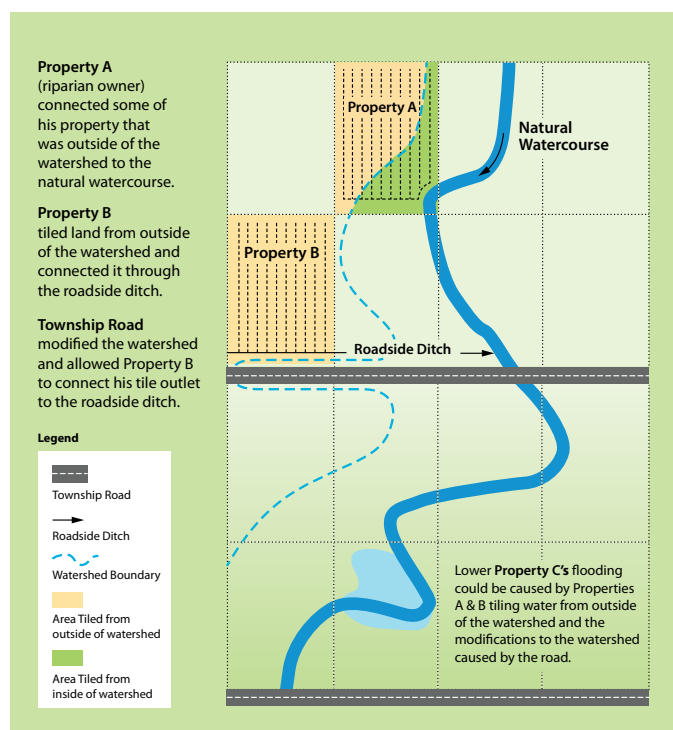 Property A
(riparian owner)
connected some of
his property that
was outside of the
watershed to the
natural watercourse.
Property B
tiled land from outside
of the watershed and
connected it through
the roadside ditch.
Township Road
modified the watershed
and allowed Property B
to connect his tile outlet
to the roadside ditch.
Legend
Township Road
Roadside Ditch
Watershed Boundary
Area Tiled from
outside of watershed
Area Tiled from
inside of watershed
Property A
Natural
Watercourse
Property B
Roadside Ditch
Lower Property C's flooding
could be caused by Properties
A & B tiling water from outside
of the watershed and the
modifications to the watershed
caused by the road.